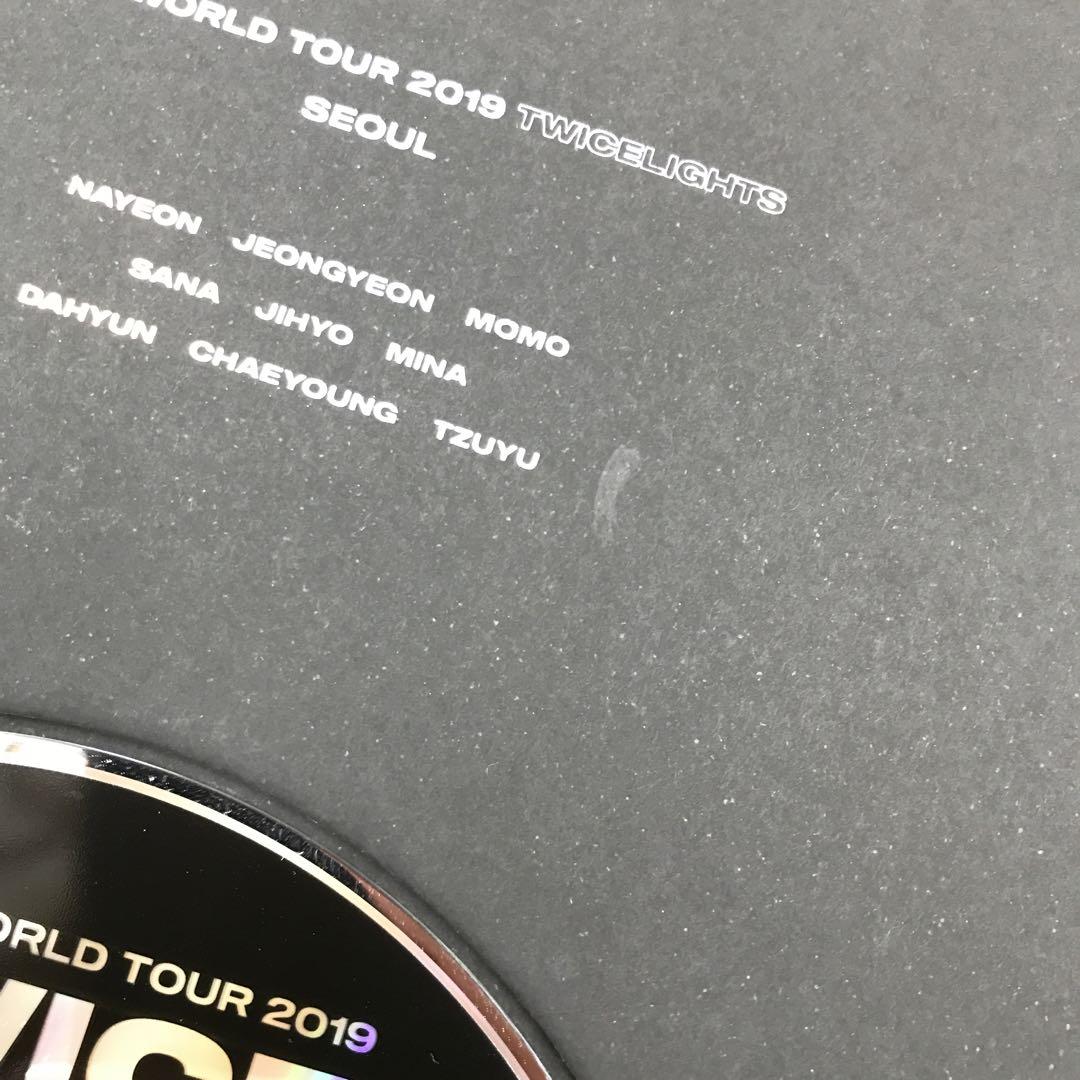 WORLD TOUR 2019 TWICELIGHTS
SEOUL
NAYEON JEONGYEON MOMO
SANA JIHYO MINA
DAHYUN CHAEYOUNG TZUYU
WORLD TOUR 2019